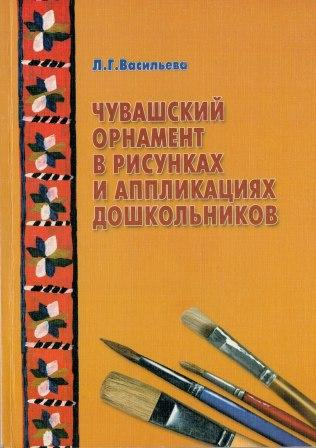 Л.Г.Васильева
ЧУВАШСКИЙ
ОРНАМЕНТ
В РИСУНКАХ
И АППЛИКАЦИЯХ
ДОШКОЛЬНИКОВ